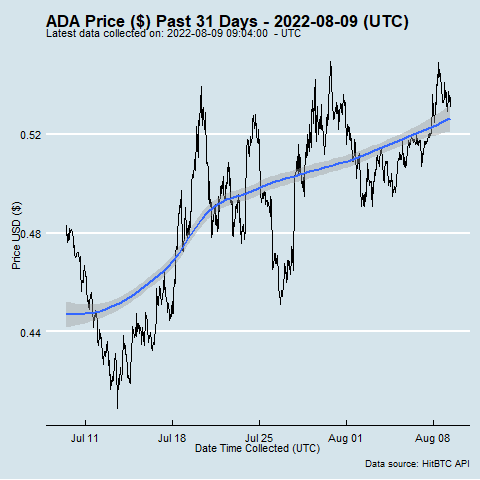 ADA Price ($) Past 31 Days - 2022-08-09 (UTC)
Latest data collected on: 2022-08-09 09:04:00 - UTC
Price USD ($)
0.52
0.48
0.44
Jul 11 Jul 18 Jul 25 Aug 01 Aug 08
Date Time Collected (UTC)
Data source: HitBTC API